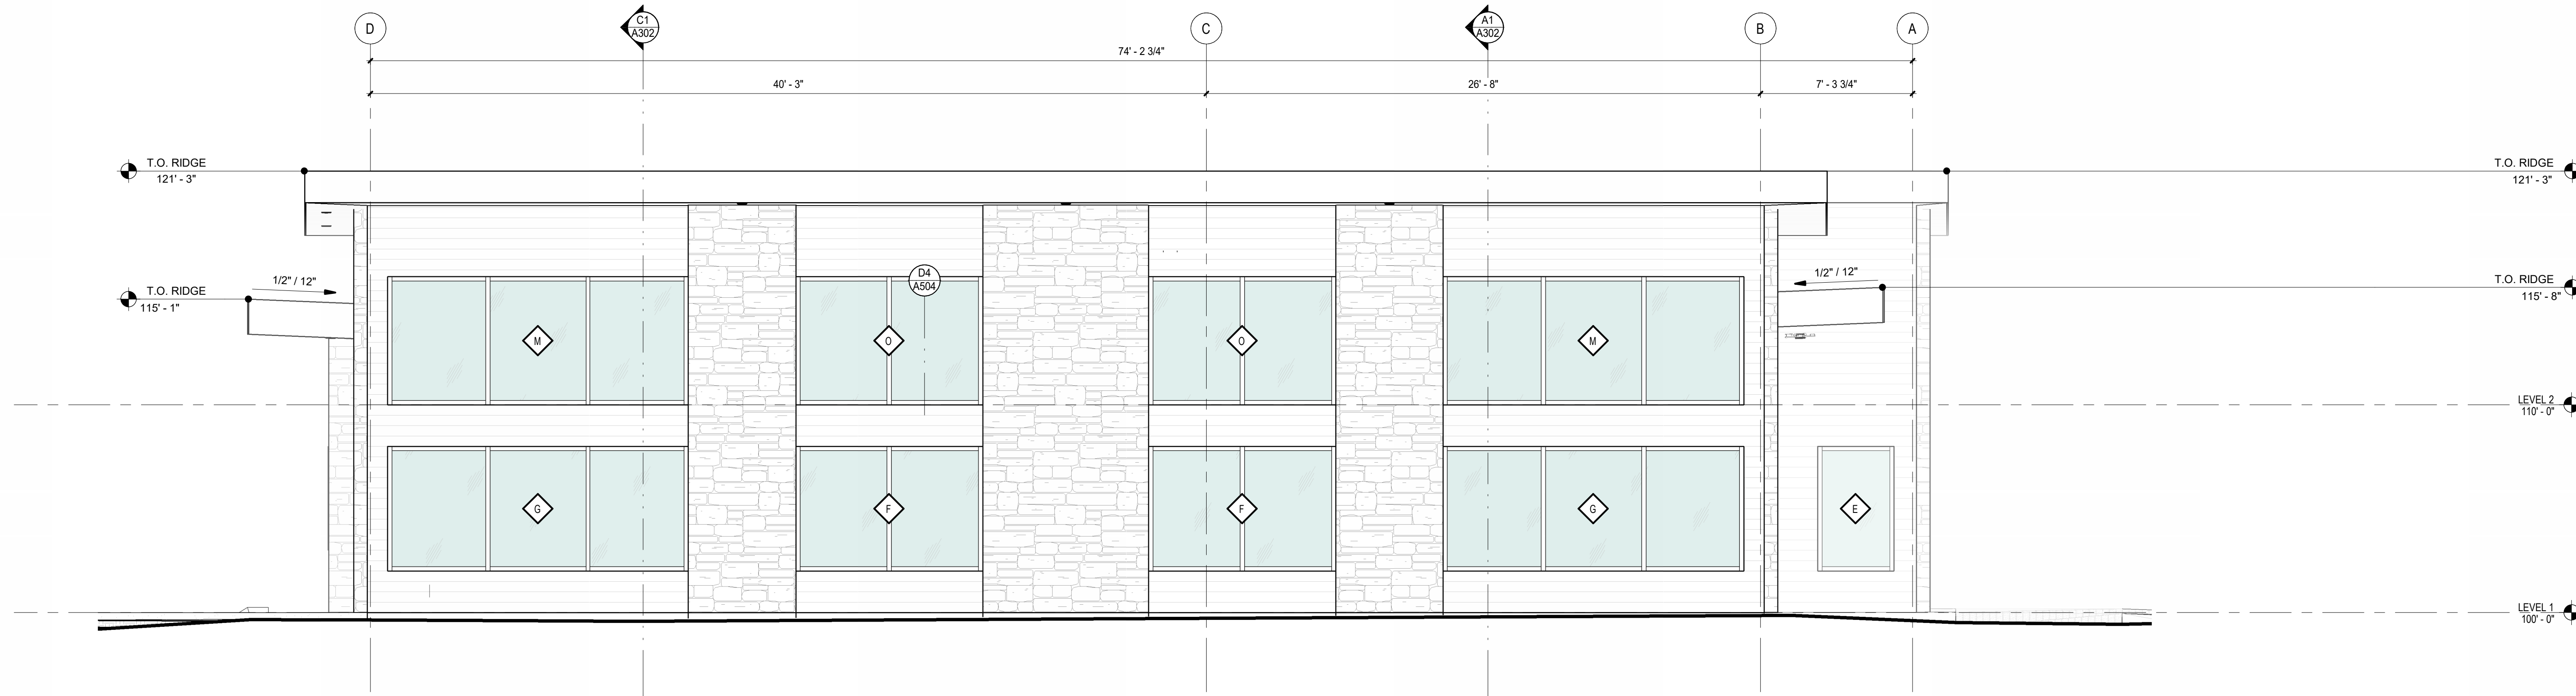 D
C1
A302
C
A1
A302
B
A
74' - 2 3/4"
40' - 3"
26' - 8"
7' - 3 3/4"
T.O. RIDGE
121' - 3"
T.O. RIDGE
121' - 3"
1/2" / 12"
T.O. RIDGE
115' - 1"
D4
A504
1/2" / 12"
T.O. RIDGE
115' - 8"
M
O
O
M
LEVEL 2
110' - 0"
G
F
F
G
E
LEVEL 1
100' - 0"